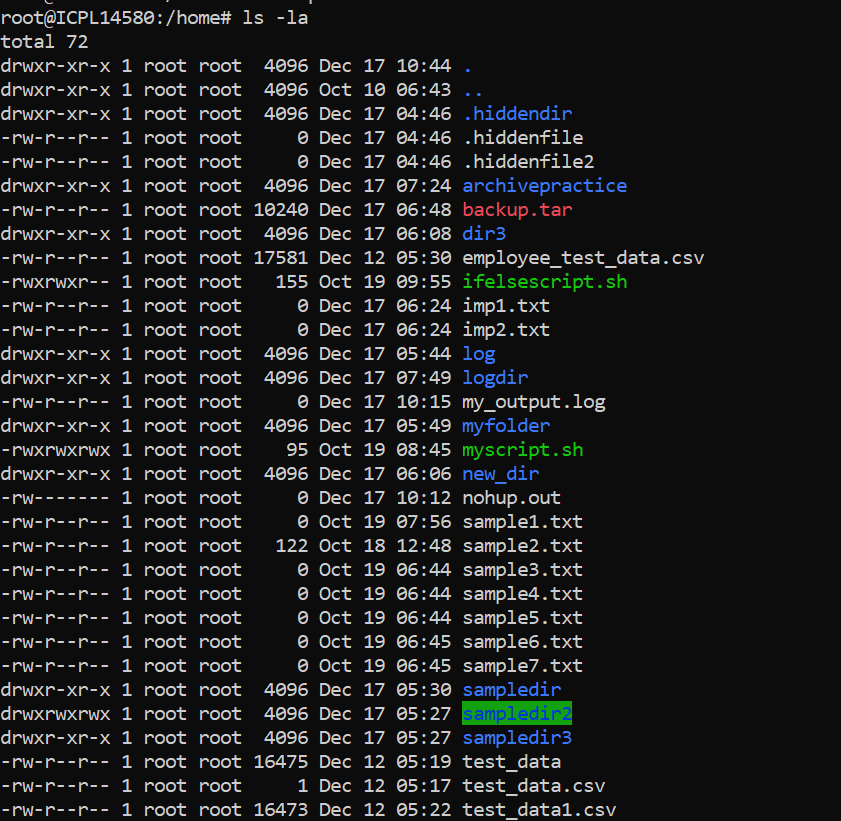 root@ICPL14580:/home# ls -la
total 72
drwxr-xr-x 1 root root  4096 Dec 17 10:44 .
drwxr-xr-x 1 root root  4096 Oct 10 06:43 ..
drwxr-xr-x 1 root root  4096 Dec 17 04:46 .hiddendir
-rw-r--r-- 1 root root     0 Dec 17 04:46 .hiddenfile
-rw-r--r-- 1 root root     0 Dec 17 04:46 .hiddenfile2
drwxr-xr-x 1 root root  4096 Dec 17 07:24 archivepractice
-rw-r--r-- 1 root root 10240 Dec 17 06:48 backup.tar
drwxr-xr-x 1 root root  4096 Dec 17 06:08 dir3
-rw-r--r-- 1 root root 17581 Dec 12 05:30 employee_test_data.csv
-rwxrwxr-- 1 root root   155 Oct 19 09:55 ifelsescript.sh
-rw-r--r-- 1 root root     0 Dec 17 06:24 imp1.txt
-rw-r--r-- 1 root root     0 Dec 17 06:24 imp2.txt
drwxr-xr-x 1 root root  4096 Dec 17 05:44 log
drwxr-xr-x 1 root root  4096 Dec 17 07:49 logdir
-rw-r--r-- 1 root root     0 Dec 17 10:15 my_output.log
drwxr-xr-x 1 root root  4096 Dec 17 05:49 myfolder
-rwxrwxrwx 1 root root    95 Oct 19 08:45 myscript.sh
drwxr-xr-x 1 root root  4096 Dec 17 06:06 new_dir
-rw------- 1 root root     0 Dec 17 10:12 nohup.out
-rw-r--r-- 1 root root     0 Oct 19 07:56 sample1.txt
-rw-r--r-- 1 root root   122 Oct 18 12:48 sample2.txt
-rw-r--r-- 1 root root     0 Oct 19 06:44 sample3.txt
-rw-r--r-- 1 root root     0 Oct 19 06:44 sample4.txt
-rw-r--r-- 1 root root     0 Oct 19 06:44 sample5.txt
-rw-r--r-- 1 root root     0 Oct 19 06:45 sample6.txt
-rw-r--r-- 1 root root     0 Oct 19 06:45 sample7.txt
drwxr-xr-x 1 root root  4096 Dec 17 05:30 sampledir
drwxrwxrwx 1 root root  4096 Dec 17 05:27 sampledir2
drwxr-xr-x 1 root root  4096 Dec 17 05:27 sampledir3
-rw-r--r-- 1 root root 16475 Dec 12 05:19 test_data
-rw-r--r-- 1 root root     1 Dec 12 05:17 test_data.csv
-rw-r--r-- 1 root root 16473 Dec 12 05:22 test_data1.csv